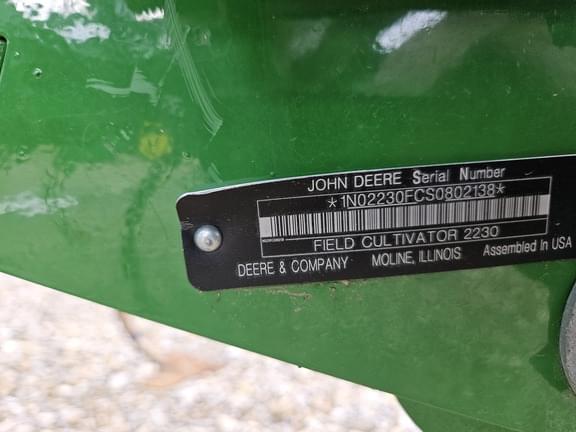 JOHN DEERE Serial Number
*1N02230FCS0802138*
FIELD CULTIVATOR 2230
DEERE & COMPANY MOLINE, ILLINOIS Assembled In USA